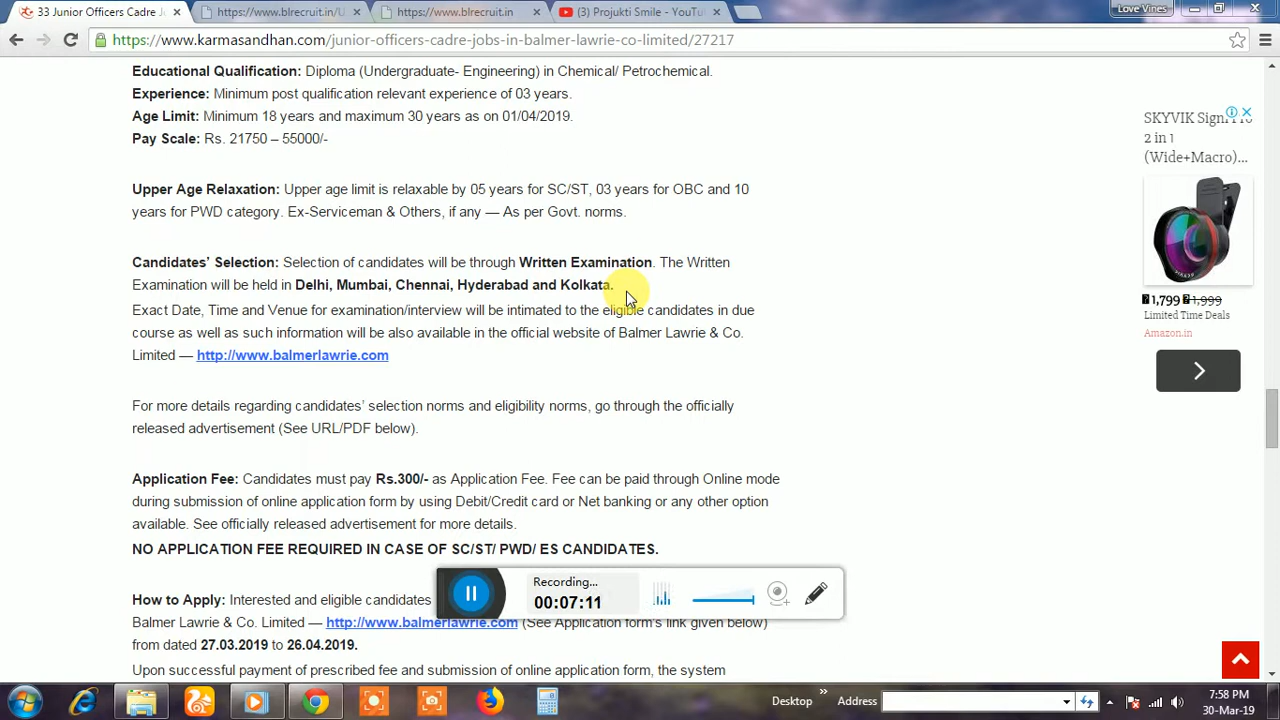 33 Junior Officers Cadre J
https://www.blrecruit.in/U
https://www.blrecruit.in
(3) Projukti Smile - YouTu
Love Vines
https://www.karmasandhan.com/junior-officers-cadre-jobs-in-balmer-lawrie-co-limited/27217
Educational Qualification: Diploma (Undergraduate- Engineering) in Chemical/ Petrochemical.
Experience: Minimum post qualification relevant experience of 03 years.
Age Limit: Minimum 18 years and maximum 30 years as on 01/04/2019.
Pay Scale: Rs. 21750 – 55000/-
Upper Age Relaxation: Upper age limit is relaxable by 05 years for SC/ST, 03 years for OBC and 10
years for PWD category. Ex-Serviceman & Others, if any — As per Govt. norms.
Candidates' Selection: Selection of candidates will be through Written Examination. The Written
Examination will be held in Delhi, Mumbai, Chennai, Hyderabad and Kolkata.
Exact Date, Time and Venue for examination/interview will be intimated to the eligible candidates in due
course as well as such information will be also available in the official website of Balmer Lawrie & Co.
Limited — http://www.balmerlawrie.com
For more details regarding candidates' selection norms and eligibility norms, go through the officially
released advertisement (See URL/PDF below).
Application Fee: Candidates must pay Rs.300/- as Application Fee. Fee can be paid through Online mode
during submission of online application form by using Debit/Credit card or Net banking or any other option
available. See officially released advertisement for more details.
NO APPLICATION FEE REQUIRED IN CASE OF SC/ST/ PWD/ ES CANDIDATES.
How to Apply: Interested and eligible candidates
Balmer Lawrie & Co. Limited — http://www.balmerlawrie.com (See Application form's link given below)
from dated 27.03.2019 to 26.04.2019.
Upon successful payment of prescribed fee and submission of online application form, the system
SKYVIK Sign
2 in 1
(Wide+Macro)...
1,799 1,999
Limited Time Deals
Amazon.in
Recording...
00:07:11
Desktop
Address
7:58 PM
30-Mar-19